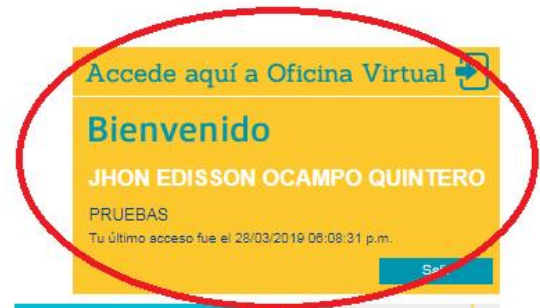 Accede aquí a Oficina Virtual
Bienvenido
JHON EDISSON OCAMPO QUINTERO
PRUEBAS
Tu último acceso fue el 28/03/2019 06:08:31 p.m.